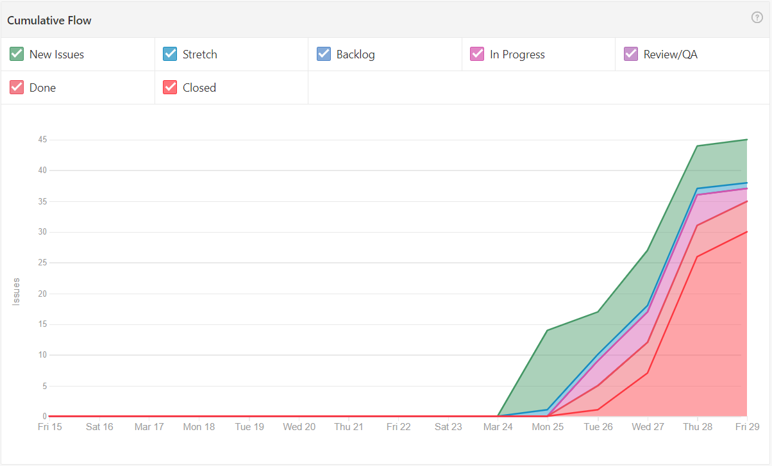 Cumulative Flow
New Issues Stretch Backlog In Progress Review/QA
Done Closed
45
40
35
30
25
20
15
10
5
0
Issues
Fri 15 Sat 16 Mar 17 Mon 18 Tue 19 Wed 20 Thu 21 Fri 22 Sat 23 Mar 24 Mon 25 Tue 26 Wed 27 Thu 28 Fri 29